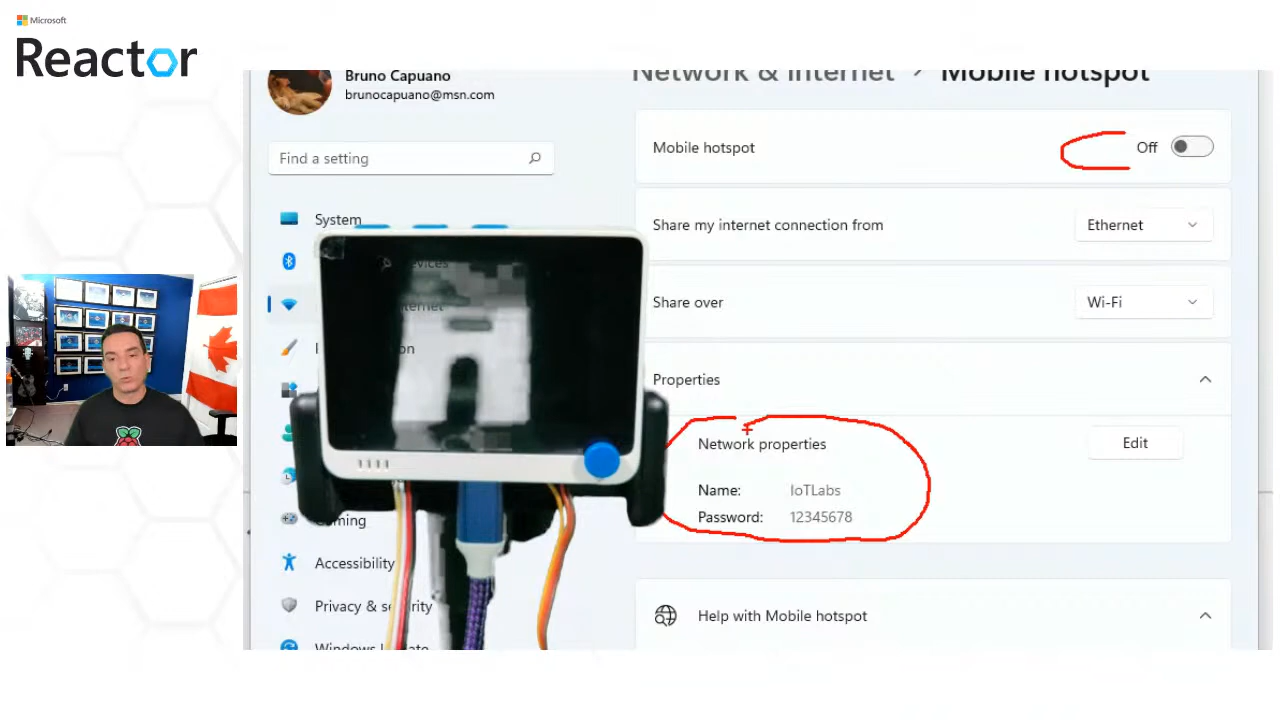 Microsoft
Reactor
Bruno Capuano
brunocapuano@msn.com
Network & internet > Mobile hotspot
Find a setting
Mobile hotspot
Off
System
Share my internet connection from
Ethernet
Share over
Wi-Fi
Properties
Network properties
Edit
Name: IoTLabs
Password: 12345678
Accessibility
Privacy &
Help with Mobile hotspot